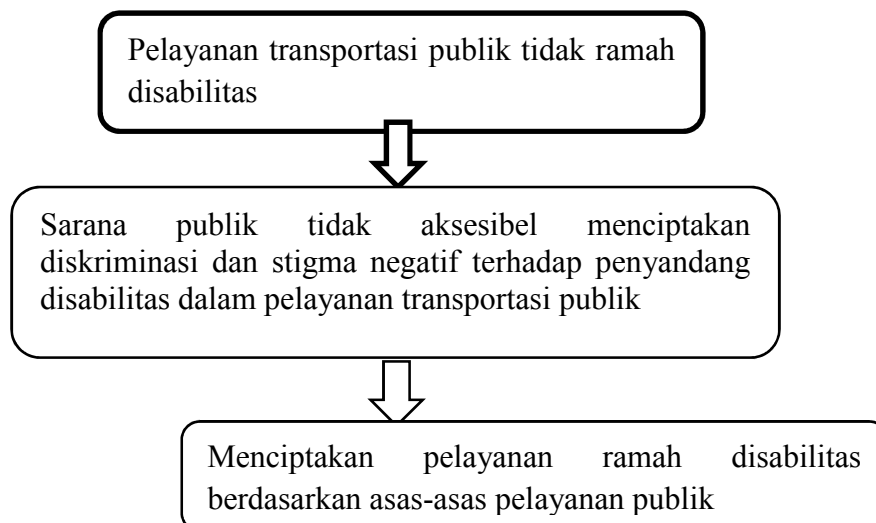 Pelayanan transportasi publik tidak ramah
disabilitas
Sarana publik tidak aksesibel menciptakan
diskriminasi dan stigma negatif terhadap penyandang
disabilitas dalam pelayanan transportasi publik
Menciptakan pelayanan ramah disabilitas
berdasarkan asas-asas pelayanan publik